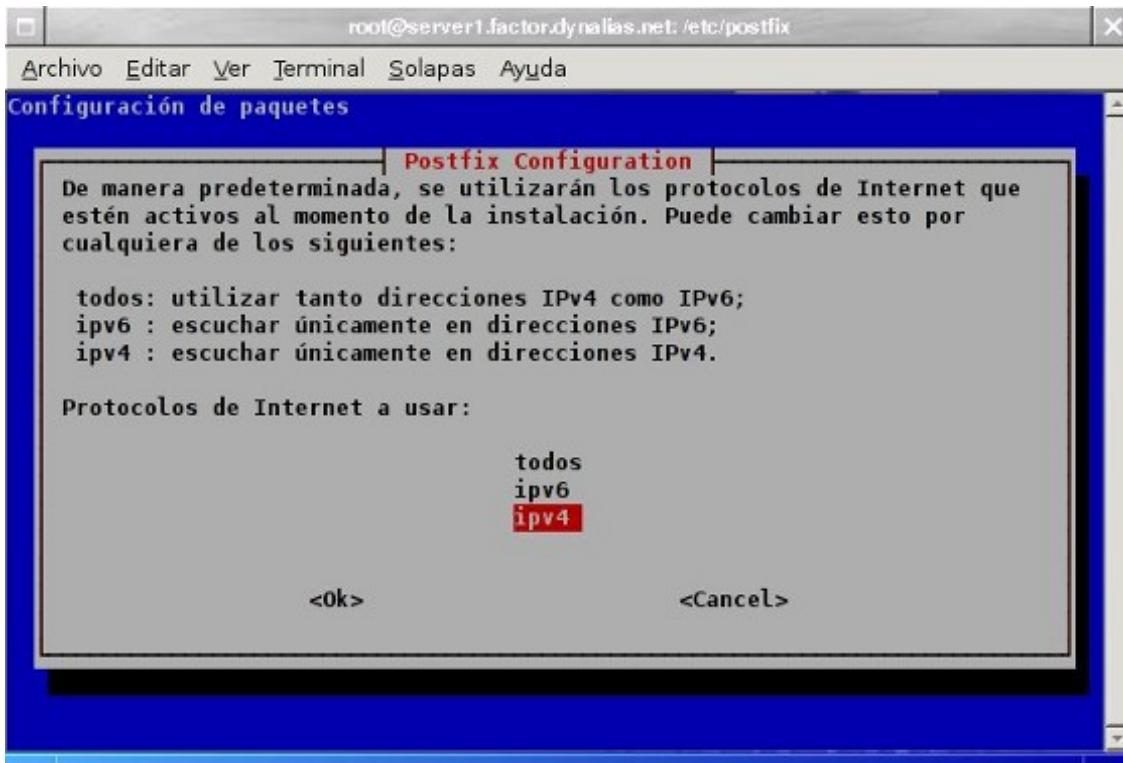 root@server1.factor.dynalias.net: /etc/postfix
Archivo Editar Ver Terminal Solapas Ayuda
Configuración de paquetes
Postfix Configuration
De manera predeterminada, se utilizarán los protocolos de Internet que
estén activos al momento de la instalación. Puede cambiar esto por
cualquiera de los siguientes:
todos: utilizar tanto direcciones IPv4 como IPv6;
ipv6 : escuchar únicamente en direcciones IPv6;
ipv4 : escuchar únicamente en direcciones IPv4.
Protocolos de Internet a usar:
todos
ipv6
ipv4
<Ok> <Cancel>